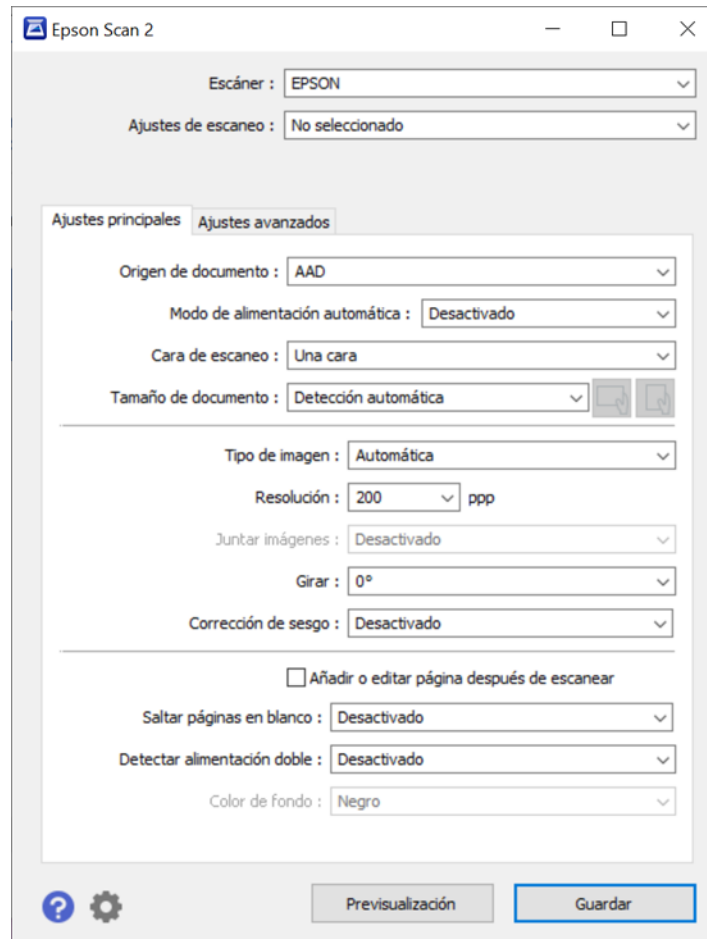 Epson Scan 2
Escáner : EPSON
Ajustes de escaneo : No seleccionado
Ajustes principales Ajustes avanzados
Origen de documento : AAD
Modo de alimentación automática : Desactivado
Cara de escaneo : Una cara
Tamaño de documento : Detección automática
Tipo de imagen : Automática
Resolución : 200 ppp
Juntar imágenes : Desactivado
Girar : 0°
Corrección de sesgo : Desactivado
Añadir o editar página después de escanear
Saltar páginas en blanco : Desactivado
Detectar alimentación doble : Desactivado
Color de fondo : Negro
? Previsualización Guardar